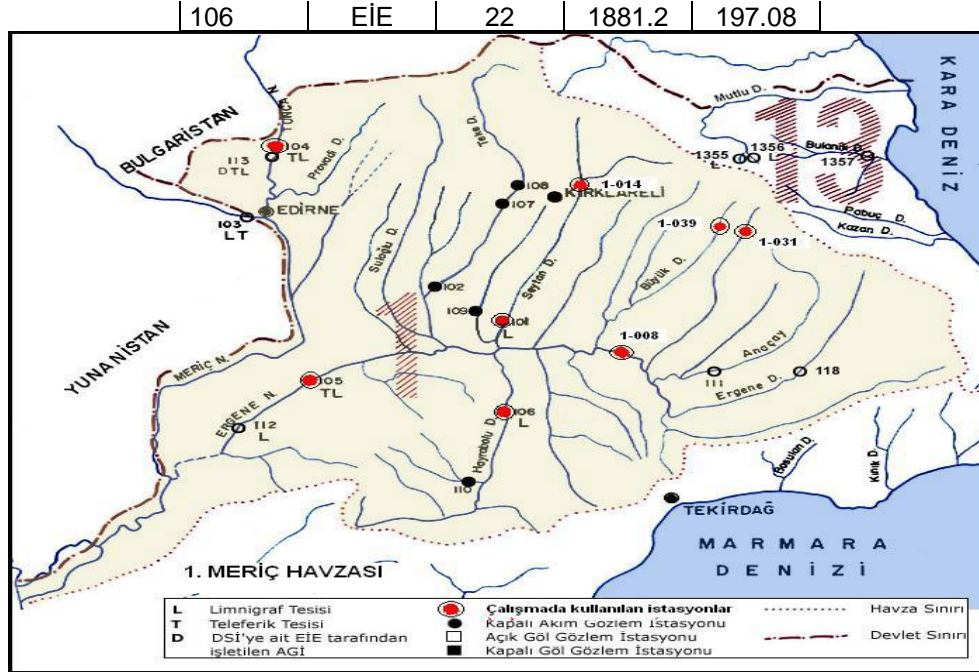 106 EİE 22 1881.2 197.08
KARA DENİZ
Mutlu D.
BULGARİSTAN
TUNCA N.
104
TL
113
DTL
Provadi D.
Teke D.
13
1355
L
1356
L
Bulanık D.
1357
108
1-014
KIRKLARELİ
107
EDİRNE
103
LT
Pabuç D.
Kazan D.
1-039
1-031
Süloğlu D.
Şeytan D.
Büyük D.
102
109
101
L
1-008
YUNANİSTAN
MERİÇ N.
1
Anaçay
111
118
Ergene D.
105
TL
ERGENE N.
112
L
106
L
Hayrabolu D.
110
Kınık D.
TEKİRDAĞ
MARMARA
DENİZİ
1. MERİÇ HAVZASI
L Limnigraf Tesisi
T Teleferik Tesisi
D DSİ'ye ait EİE tarafından
işletilen AGİ
Çalışmada kullanılan istasyonlar
Kapalı Akım Gözlem İstasyonu
Açık Göl Gözlem İstasyonu
Kapalı Göl Gözlem İstasyonu
Havza Sınırı
Devlet Sınırı